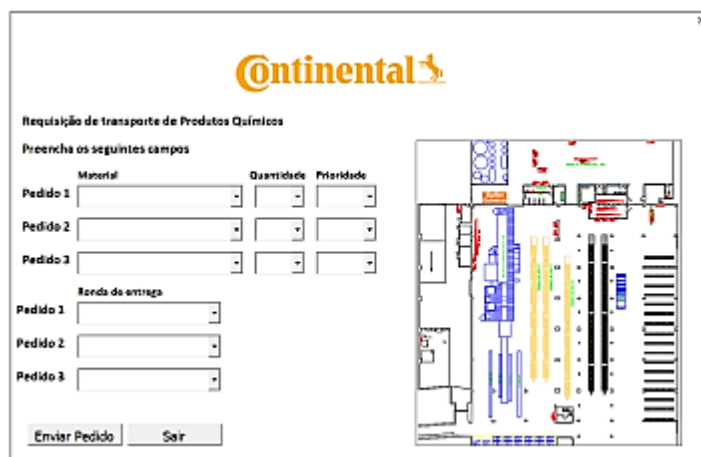 Continental
Requisição de transporte de Produtos Químicos
Preencha os seguintes campos
Material Quantidade Prioridade
Pedido 1
Pedido 2
Pedido 3
Ronda de entrega
Pedido 1
Pedido 2
Pedido 3
Enviar Pedido Sair